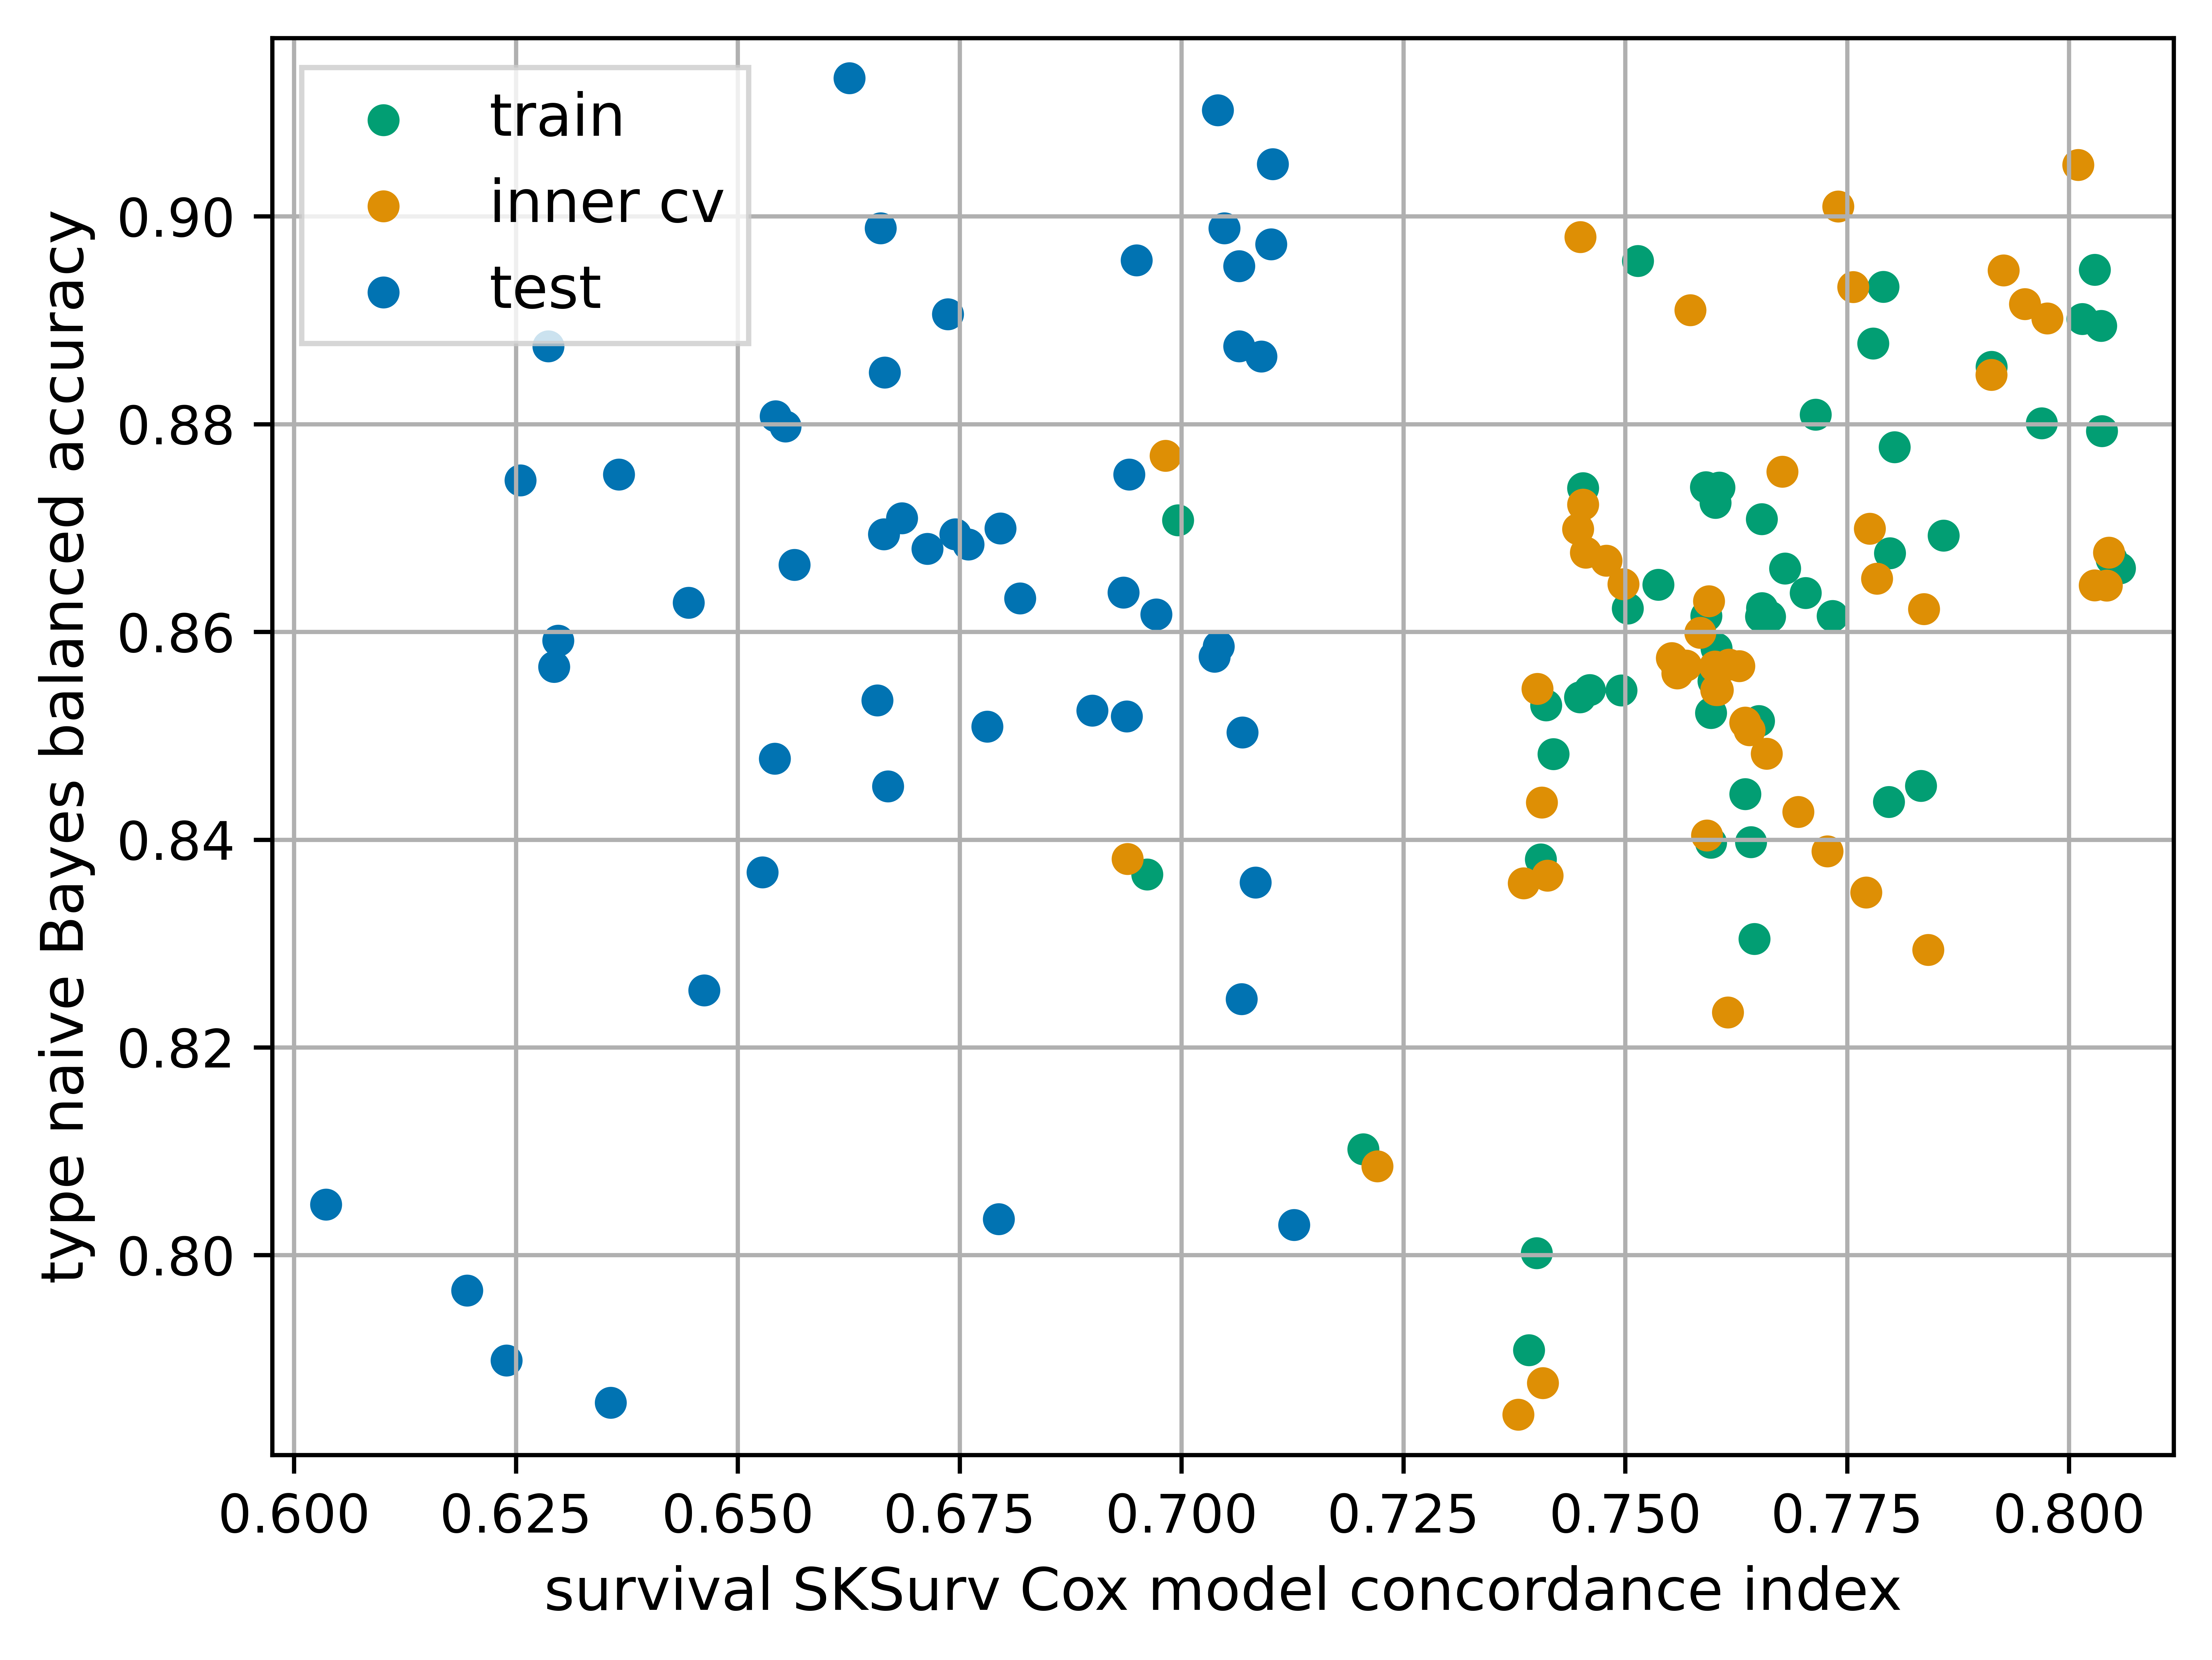 train
inner cv
test
type naive Bayes balanced accuracy
0.90
0.88
0.86
0.84
0.82
0.80
0.600 0.625 0.650 0.675 0.700 0.725 0.750 0.775 0.800
survival SKSurv Cox model concordance index